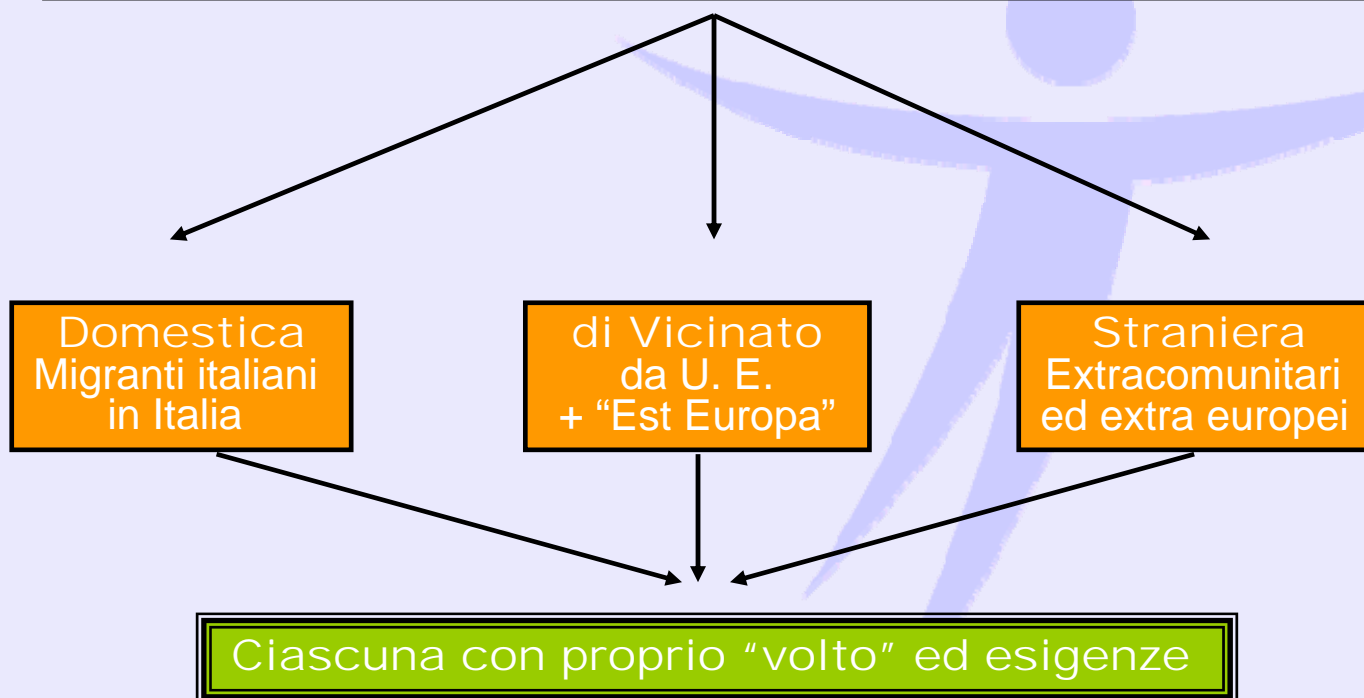 Domestica
Migranti italiani
in Italia
di Vicinato
da U. E.
+ “Est Europa”
Straniera
Extracomunitari
ed extra europei
Ciascuna con proprio “volto” ed esigenze